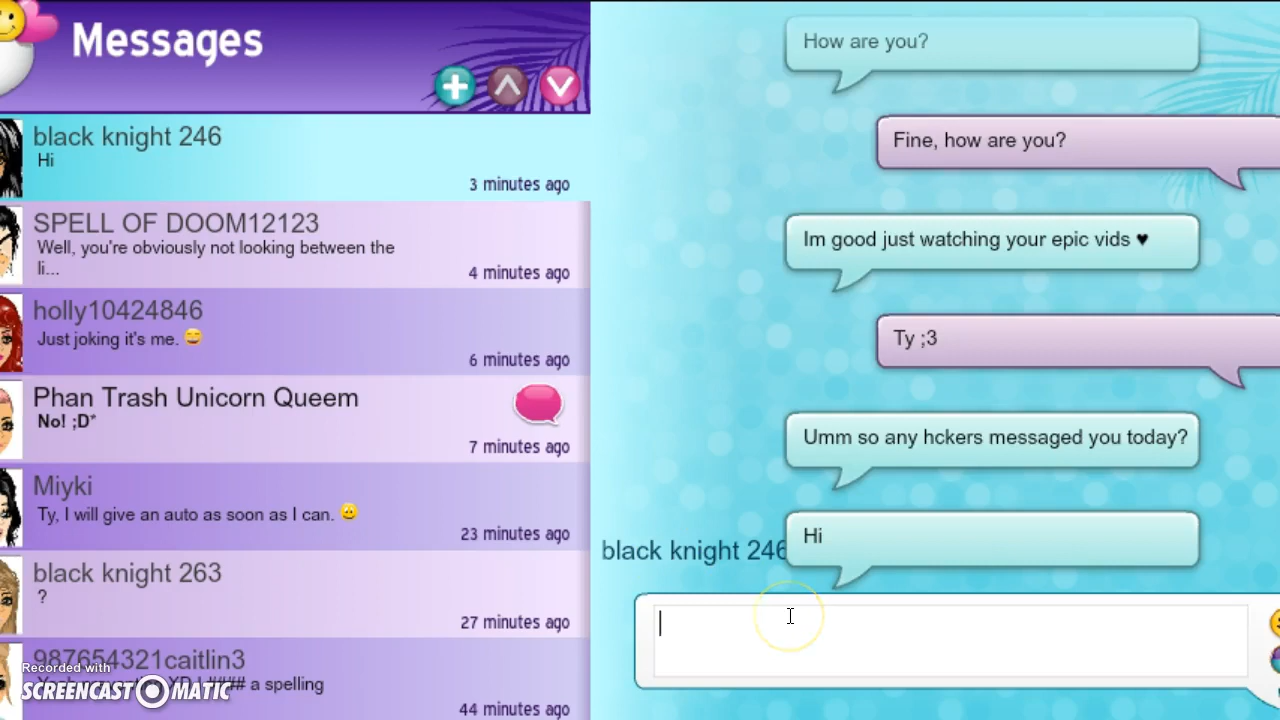 Messages
black knight 246
Hi
3 minutes ago
SPELL OF DOOM12123
Well, you're obviously not looking between the
li...
4 minutes ago
holly10424846
Just joking it's me. 😄
6 minutes ago
Phan Trash Unicorn Queem
No! ;D*
7 minutes ago
Miyki
Ty, I will give an auto as soon as I can. 🙂
23 minutes ago
black knight 263
?
27 minutes ago
987654321caitlin3
XD I #### a spelling
44 minutes ago
Recorded with
SCREENCAST-O-MATIC
How are you?
Fine, how are you?
Im good just watching your epic vids ♥
Ty ;3
Umm so any hckers messaged you today?
Hi
black knight 246